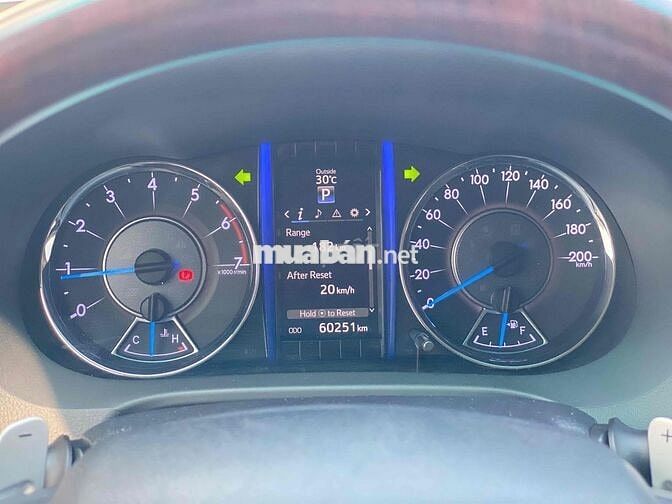 Outside
30℃
P
Range
muaban.net
After Reset
20 km/h
Hold to Reset
ODO 60251 km
0
1
2
3
4
5
6
7
x1000 r/min
C H
0
20
40
60
80
100
120
140
160
180
200
km/h
E F
+